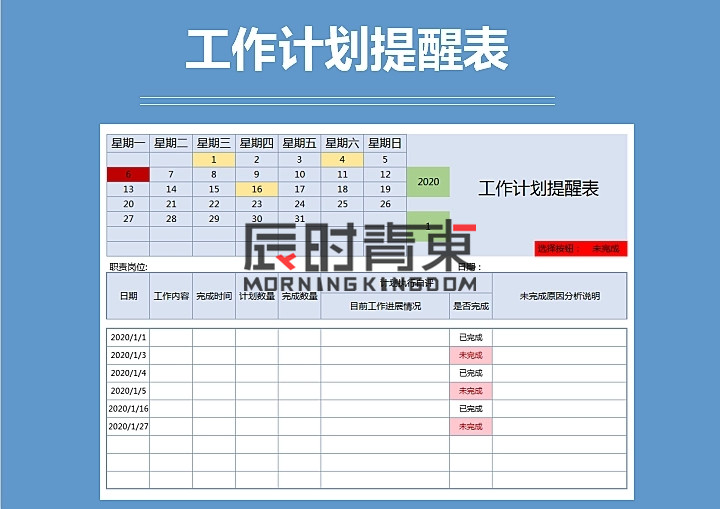 工作计划提醒表
星期一 星期二 星期三 星期四 星期五 星期六 星期日
1 2 3 4 5
6 7 8 9 10 11 12
2020
工作计划提醒表
13 14 15 16 17 18 19
20 21 22 23 24 25 26
27 28 29 30 31
1
选择按钮： 未完成
辰时青東
MORNINGKINGDOM
职责岗位: 日期：
日期 工作内容 完成时间 计划数量 完成数量 计划执行自评 未完成原因分析说明
目前工作进展情况 是否完成
2020/1/1 已完成
2020/1/3 未完成
2020/1/4 已完成
2020/1/5 未完成
2020/1/16 已完成
2020/1/27 未完成